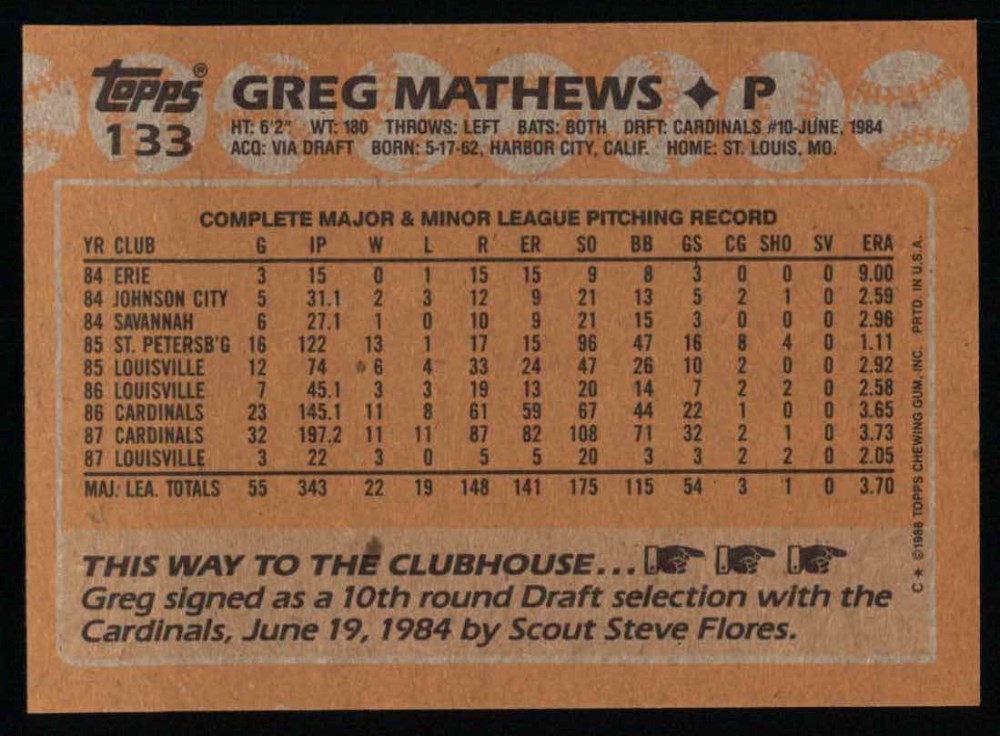 Topps® GREG MATHEWS ✦ P
133 HT: 6'2" WT: 180 THROWS: LEFT BATS: BOTH DRFT: CARDINALS #10-JUNE, 1984
ACQ: VIA DRAFT BORN: 5-17-62, HARBOR CITY, CALIF. HOME: ST. LOUIS, MO.
COMPLETE MAJOR & MINOR LEAGUE PITCHING RECORD
YR CLUB G IP W L R ER SO BB GS CG SHO SV ERA
84 ERIE 3 15 0 1 15 15 9 8 3 0 0 0 9.00
84 JOHNSON CITY 5 31.1 2 3 12 9 21 13 5 2 1 0 2.59
84 SAVANNAH 6 27.1 1 0 10 9 21 15 3 0 0 0 2.96
85 ST. PETERSB'G 16 122 13 1 17 15 96 47 16 8 4 0 1.11
85 LOUISVILLE 12 74 6 4 33 24 47 26 10 2 0 0 2.92
86 LOUISVILLE 7 45.1 3 3 19 13 20 14 7 2 2 0 2.58
86 CARDINALS 23 145.1 11 8 61 59 67 44 22 1 0 0 3.65
87 CARDINALS 32 197.2 11 11 87 82 108 71 32 2 1 0 3.73
87 LOUISVILLE 3 22 3 0 5 5 20 3 3 2 2 0 2.05
MAJ. LEA. TOTALS 55 343 22 19 148 141 175 115 54 3 1 0 3.70
THIS WAY TO THE CLUBHOUSE...
Greg signed as a 10th round Draft selection with the
Cardinals, June 19, 1984 by Scout Steve Flores.
C * ©1988 TOPPS CHEWING GUM, INC. PRTD. IN U.S.A.